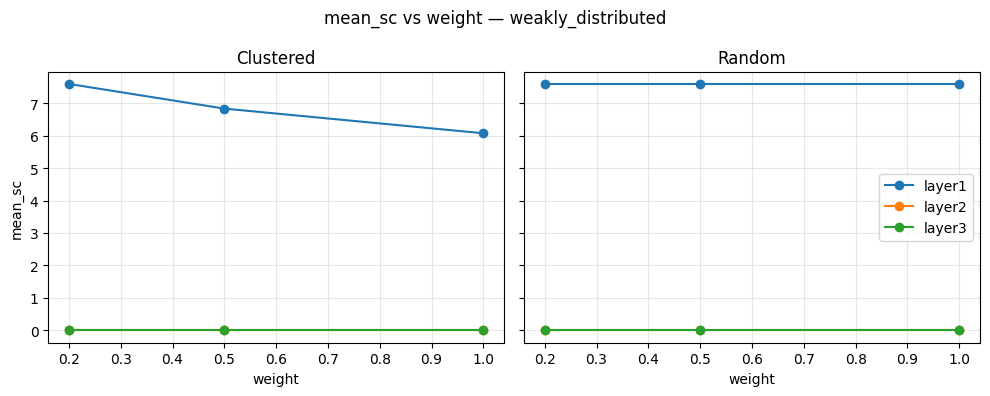 mean_sc vs weight — weakly_distributed
Clustered
Random
mean_sc
7
6
5
4
3
2
1
0
0.2 0.3 0.4 0.5 0.6 0.7 0.8 0.9 1.0
weight
layer1
layer2
layer3
0.2 0.3 0.4 0.5 0.6 0.7 0.8 0.9 1.0
weight